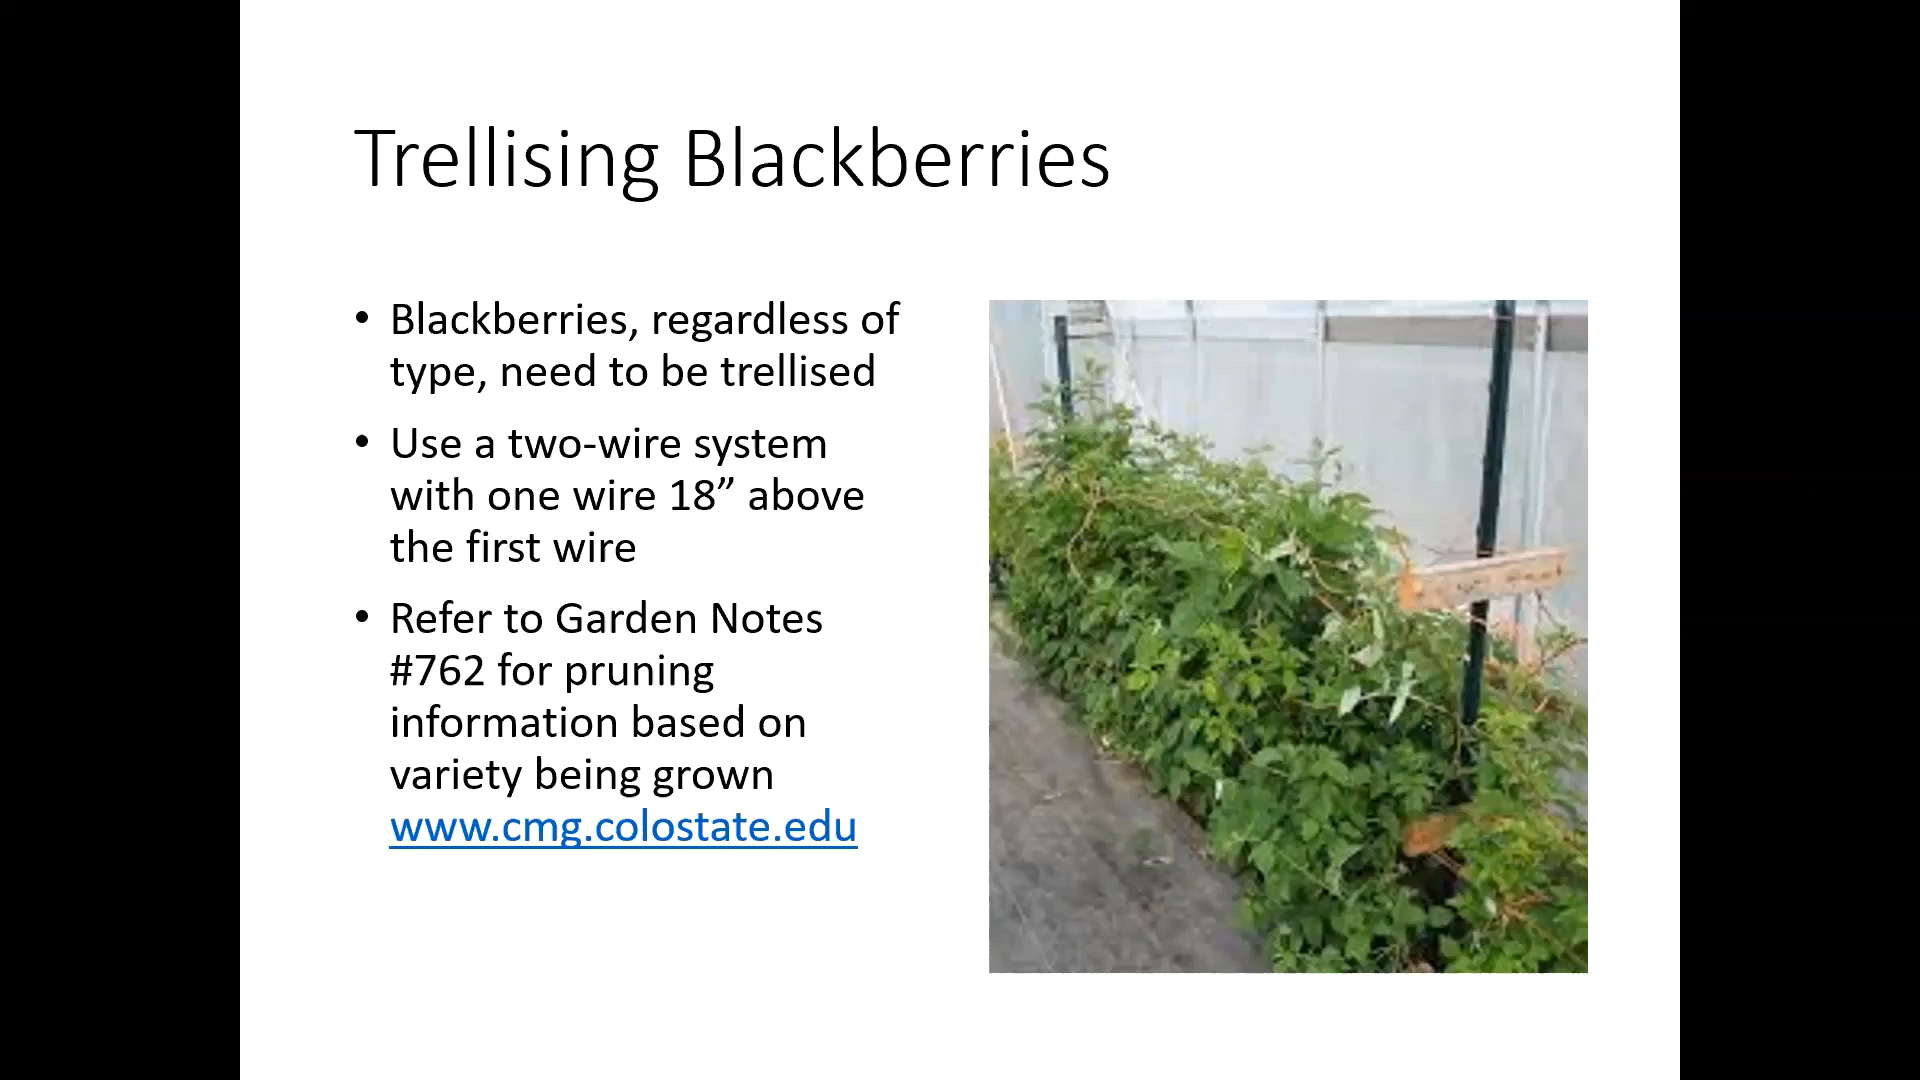 Trellising Blackberries
• Blackberries, regardless of
type, need to be trellised
• Use a two-wire system
with one wire 18” above
the first wire
• Refer to Garden Notes
#762 for pruning
information based on
variety being grown
www.cmg.colostate.edu